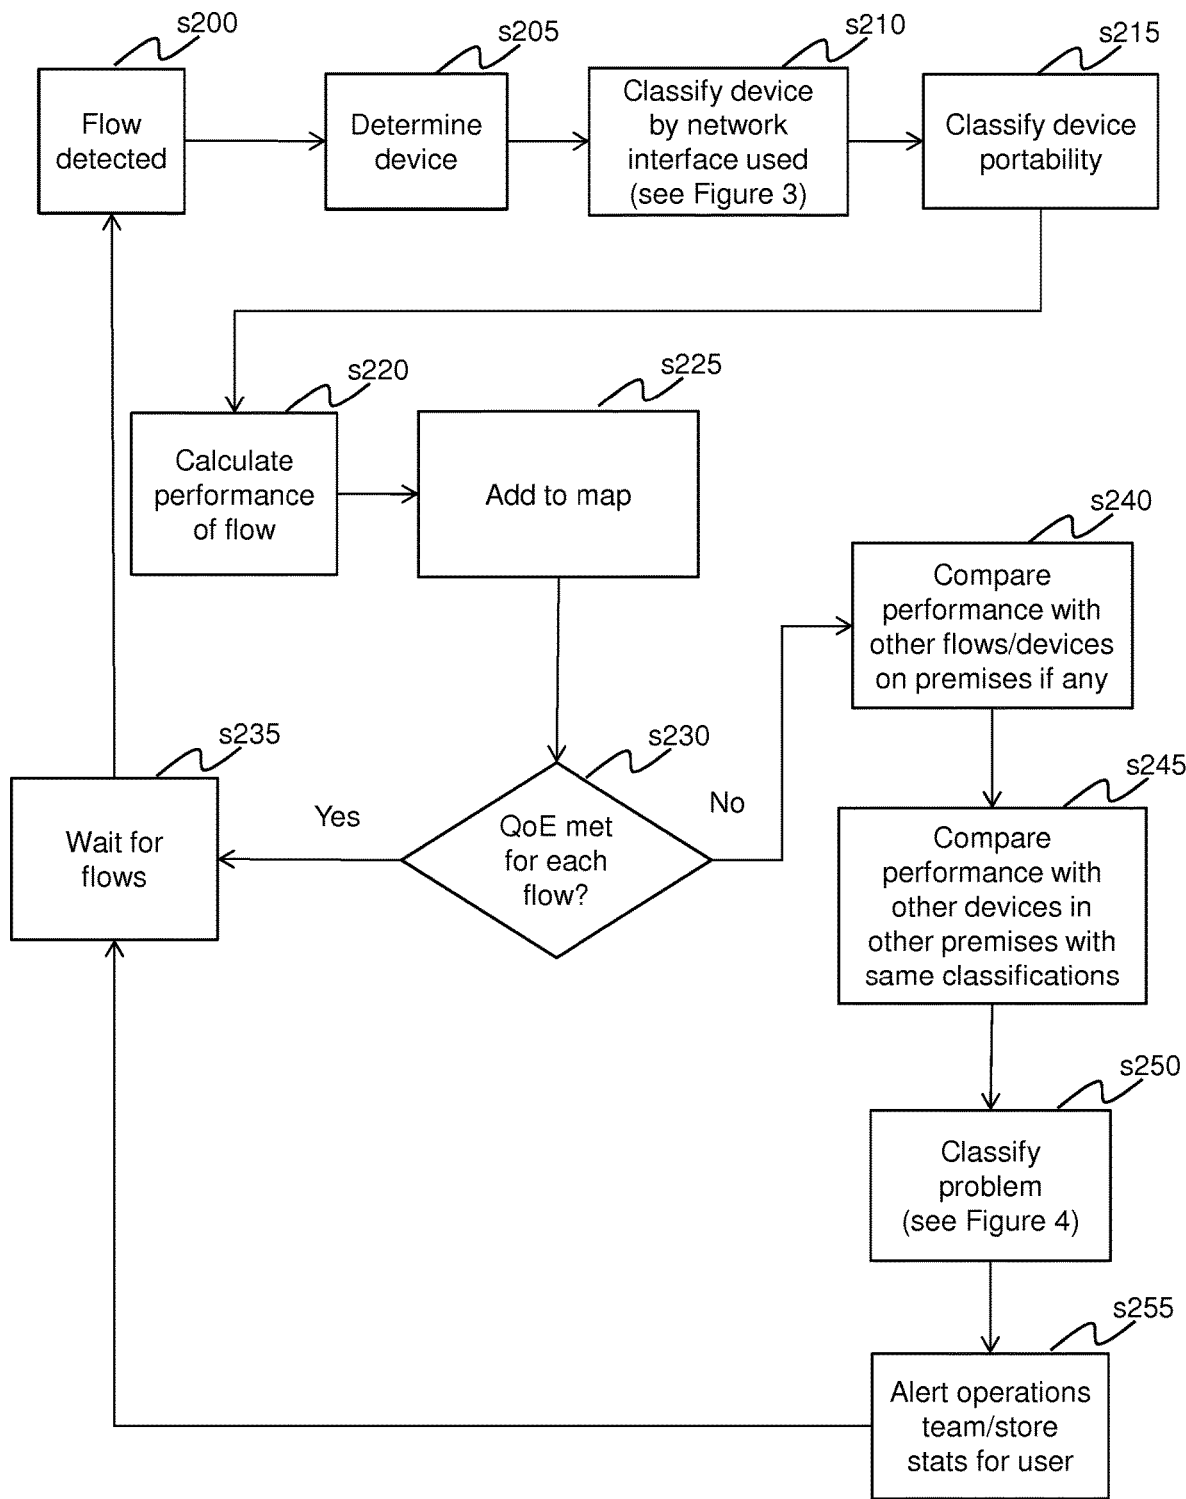 s200
Flow
detected
s205
Determine
device
s210
Classify device
by network
interface used
(see Figure 3)
s215
Classify device
portability
s220
Calculate
performance
of flow
s225
Add to map
s230
QoE met
for each
flow?
Yes
No
s235
Wait for
flows
s240
Compare
performance with
other flows/devices
on premises if any
s245
Compare
performance with
other devices in
other premises with
same classifications
s250
Classify
problem
(see Figure 4)
s255
Alert operations
team/store
stats for user